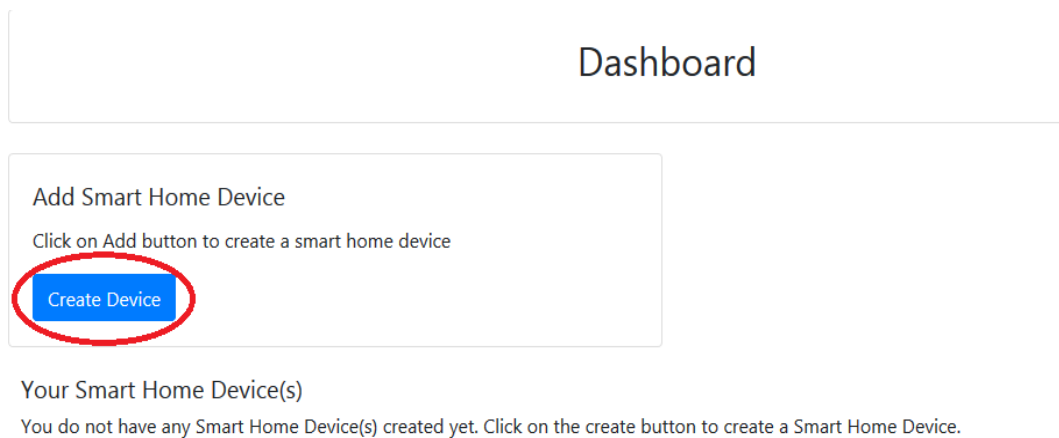 Dashboard
Add Smart Home Device
Click on Add button to create a smart home device
Create Device
Your Smart Home Device(s)
You do not have any Smart Home Device(s) created yet. Click on the create button to create a Smart Home Device.